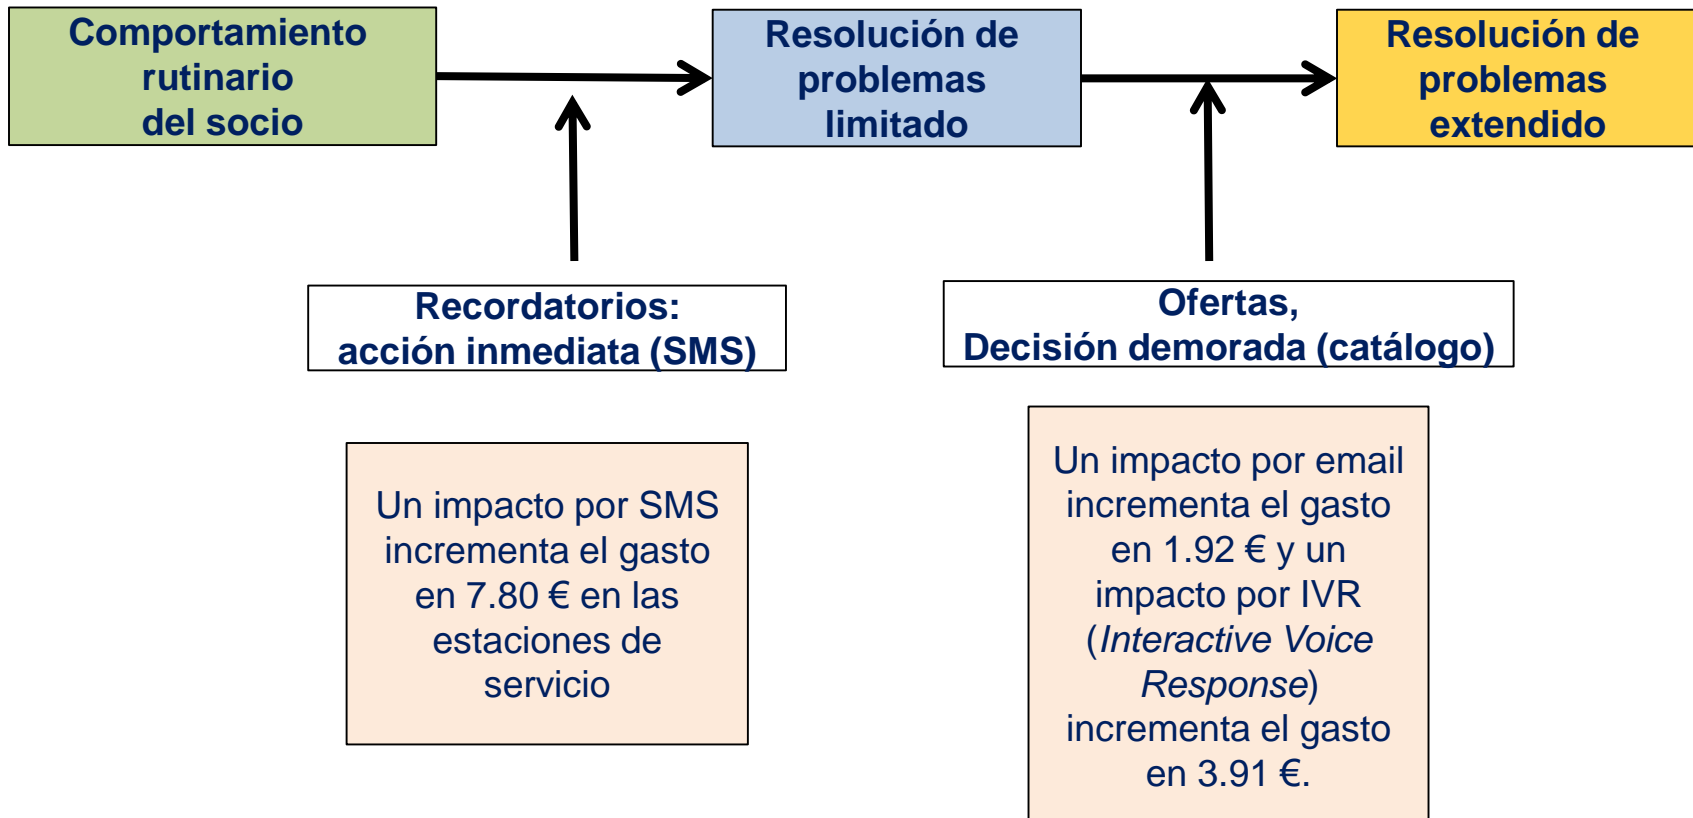 Comportamiento
rutinario
del socio
Resolución de
problemas
limitado
Resolución de
problemas
extendido
Recordatorios:
acción inmediata (SMS)
Ofertas,
Decisión demorada (catálogo)
Un impacto por SMS
incrementa el gasto
en 7.80 € en las
estaciones de
servicio
Un impacto por email
incrementa el gasto
en 1.92 € y un
impacto por IVR
(Interactive Voice
Response)
incrementa el gasto
en 3.91 €.